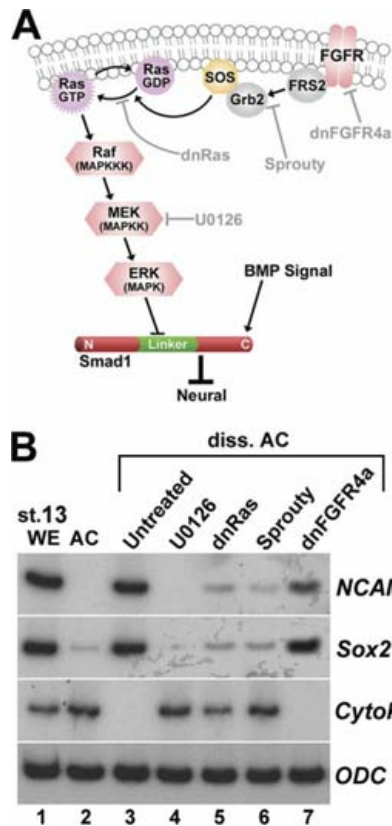 A
FGFR
Ras
GTP
Ras
GDP
SOS
Grb2
FRS2
dnFGFR4a
dnRas
Sprouty
Raf
(MAPKKK)
MEK
(MAPKK)
U0126
ERK
(MAPK)
BMP Signal
N Linker C
Smad1
Neural
B
diss. AC
st.13
WE AC Untreated U0126 dnRas Sprouty dnFGFR4a
NCAM
Sox2
Cytok
ODC
1 2 3 4 5 6 7